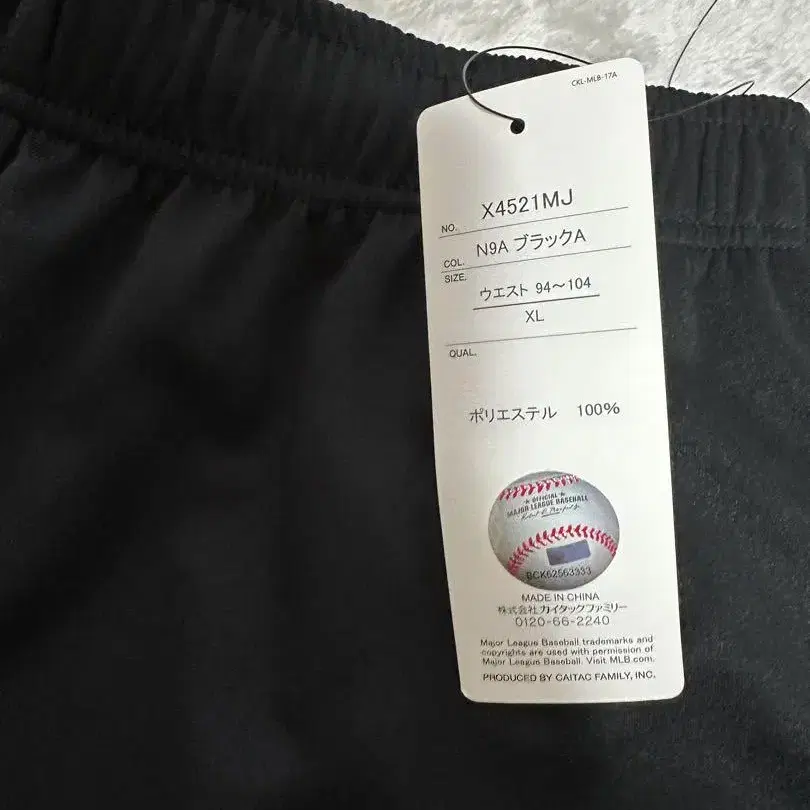 CKL-MLB-17A
NO. X4521MJ
COL. N9A ブラックA
SIZE.
ウエスト 94～104
XL
QUAL.
ポリエステル 100%
★ OFFICIAL ★
MAJOR LEAGUE BASEBALL
BCK62563333
MADE IN CHINA
株式会社カイタックファミリー
0120-66-2240
Major League Baseball trademarks and
copyrights are used with permission of
Major League Baseball. Visit MLB.com.
PRODUCED BY CAITAC FAMILY, INC.